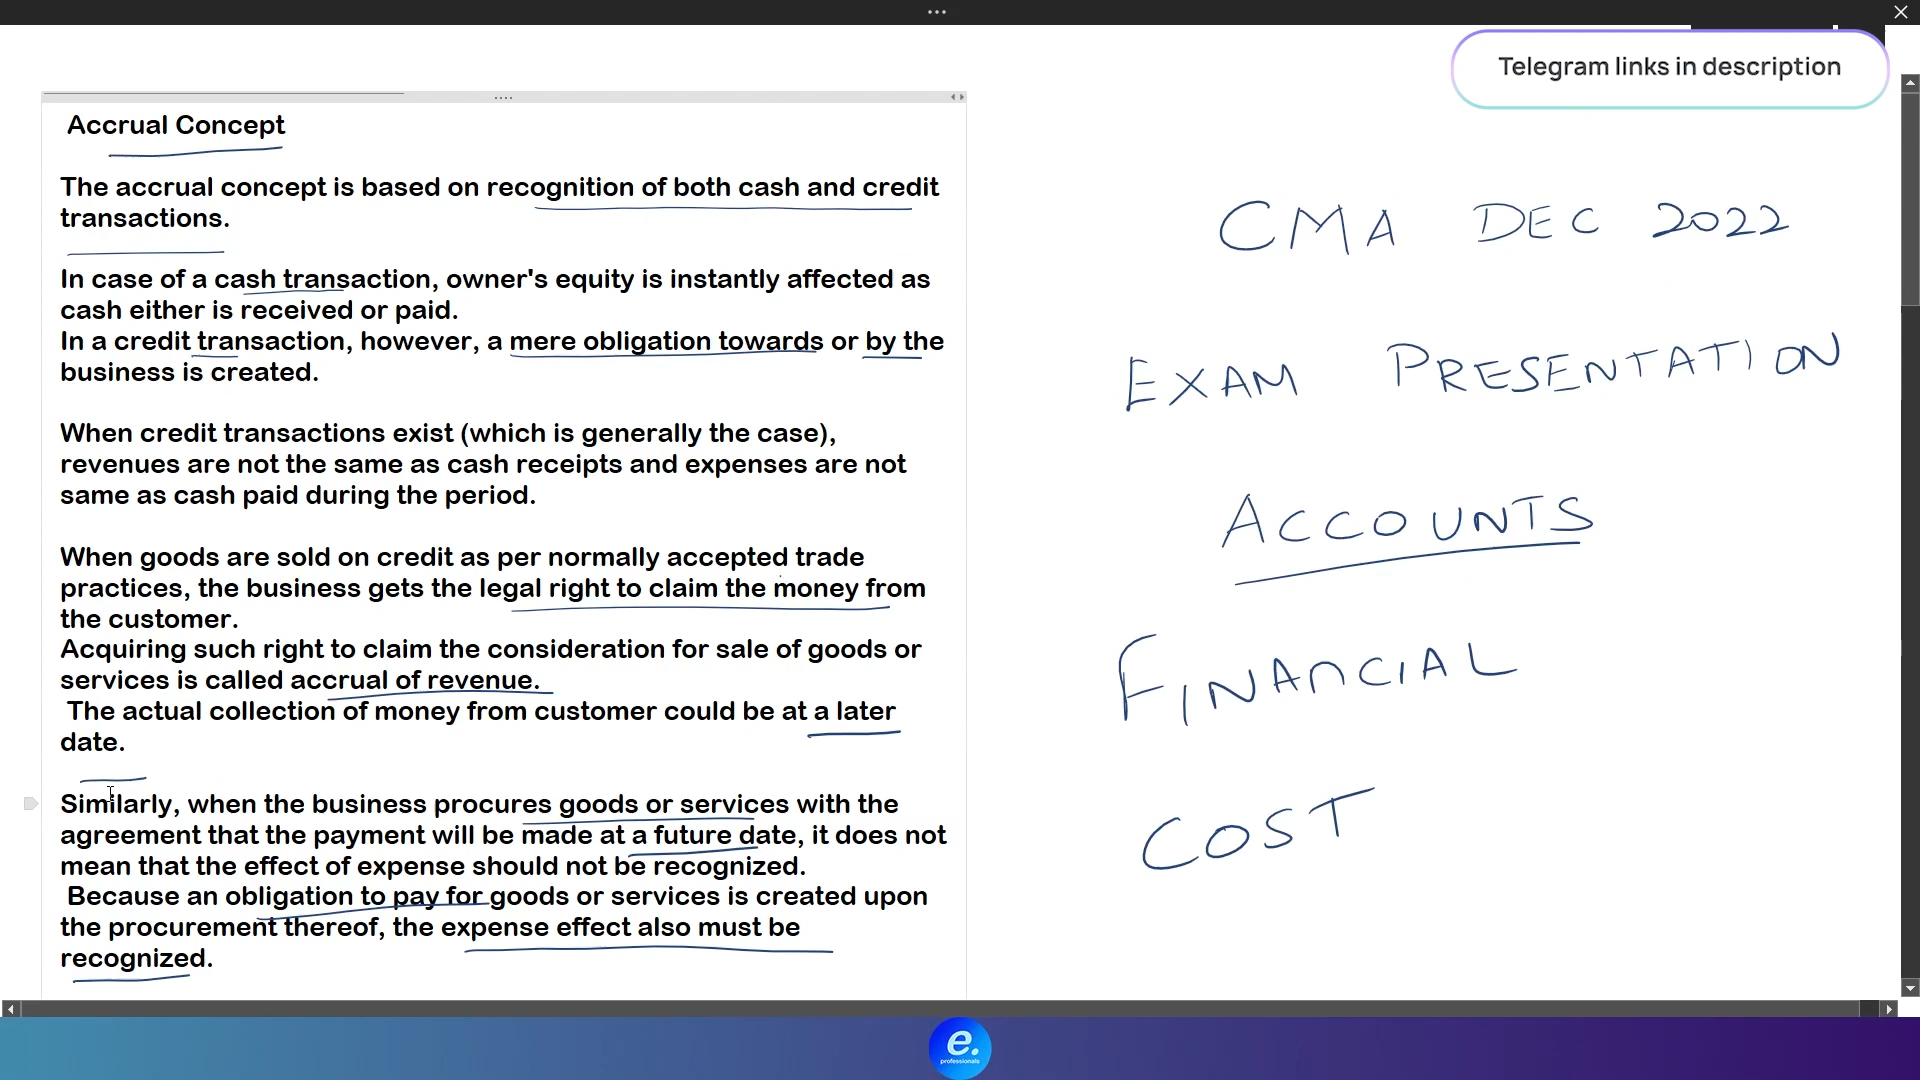 Telegram links in description
Accrual Concept
The accrual concept is based on recognition of both cash and credit
transactions.
In case of a cash transaction, owner's equity is instantly affected as
cash either is received or paid.
In a credit transaction, however, a mere obligation towards or by the
business is created.
When credit transactions exist (which is generally the case),
revenues are not the same as cash receipts and expenses are not
same as cash paid during the period.
When goods are sold on credit as per normally accepted trade
practices, the business gets the legal right to claim the money from
the customer.
Acquiring such right to claim the consideration for sale of goods or
services is called accrual of revenue.
The actual collection of money from customer could be at a later
date.
Similarly, when the business procures goods or services with the
agreement that the payment will be made at a future date, it does not
mean that the effect of expense should not be recognized.
Because an obligation to pay for goods or services is created upon
the procurement thereof, the expense effect also must be
recognized.
CMA DEC 2022
EXAM PRESENTATION
ACCOUNTS
FINANCIAL
COST
e.
professionals